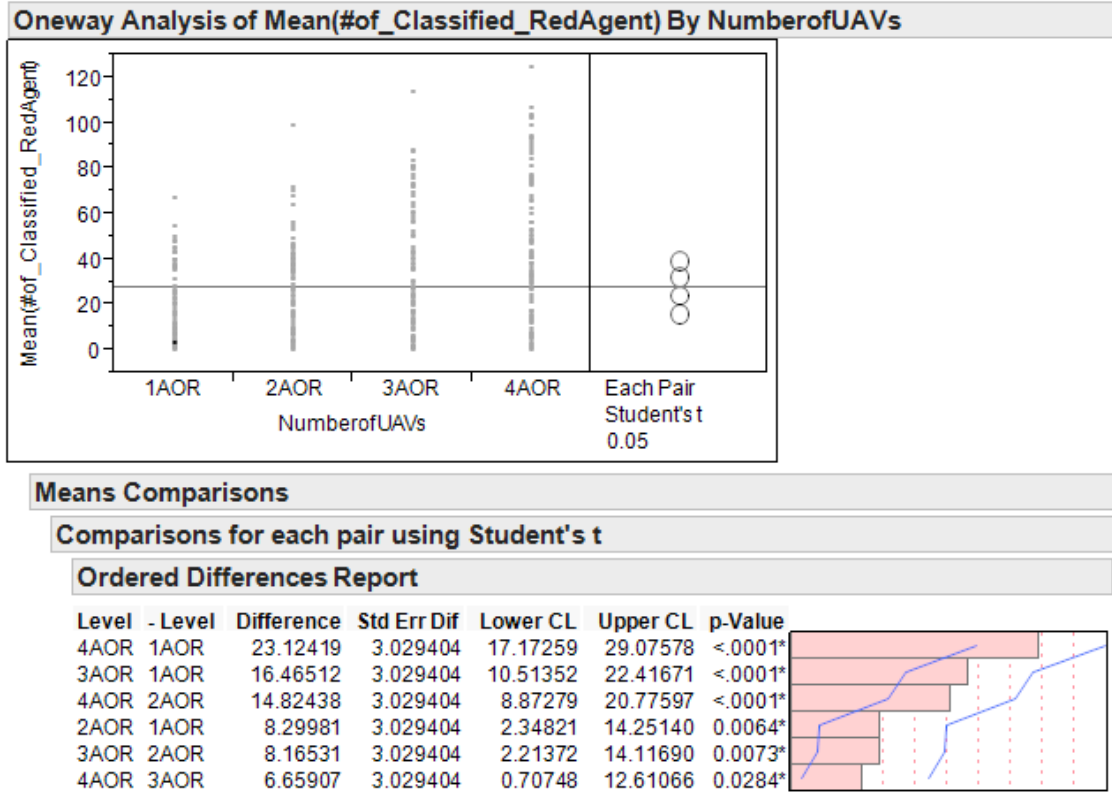 Oneway Analysis of Mean(#of_Classified_RedAgent) By NumberofUAVs
Mean(#of_Classified_RedAgent)
120
100
80
60
40
20
0
1AOR 2AOR 3AOR 4AOR
NumberofUAVs
Each Pair
Student's t
0.05
Means Comparisons
Comparisons for each pair using Student's t
Ordered Differences Report
Level - Level Difference Std Err Dif Lower CL Upper CL p-Value
4AOR 1AOR 23.12419 3.029404 17.17259 29.07578 <.0001*
3AOR 1AOR 16.46512 3.029404 10.51352 22.41671 <.0001*
4AOR 2AOR 14.82438 3.029404 8.87279 20.77597 <.0001*
2AOR 1AOR 8.29981 3.029404 2.34821 14.25140 0.0064*
3AOR 2AOR 8.16531 3.029404 2.21372 14.11690 0.0073*
4AOR 3AOR 6.65907 3.029404 0.70748 12.61066 0.0284*